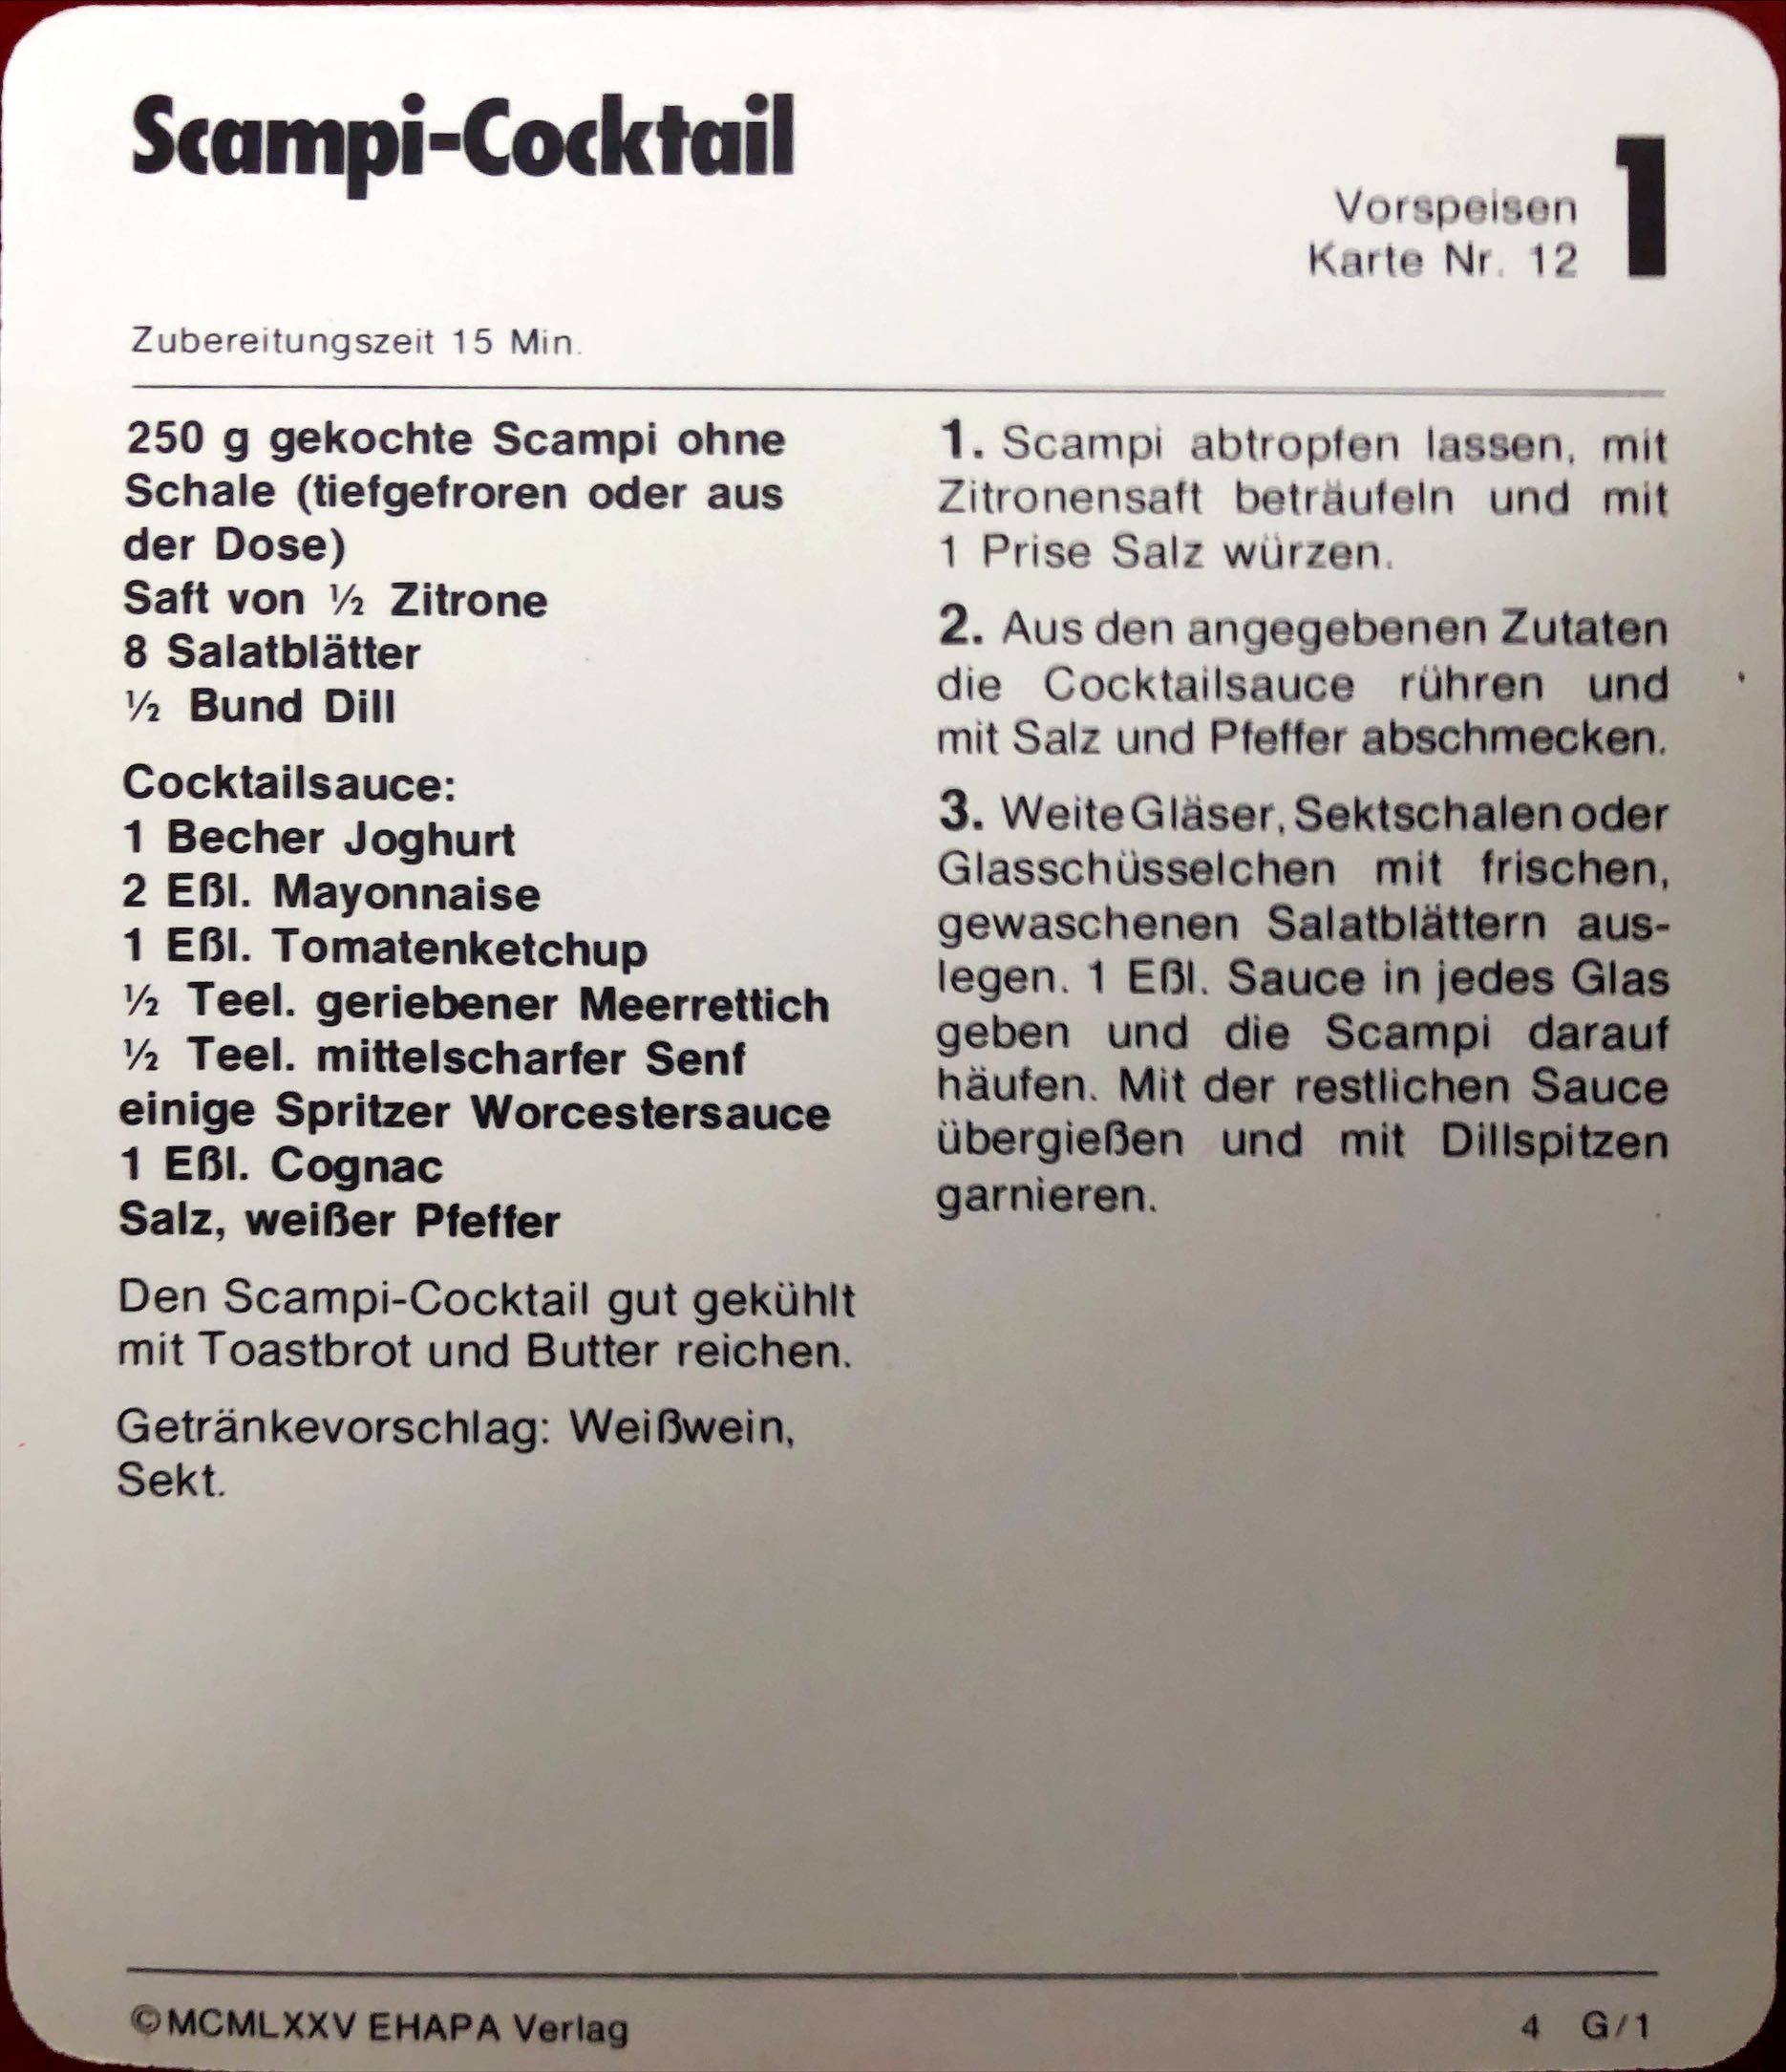 Scampi-Cocktail
Vorspeisen
Karte Nr. 12
1
Zubereitungszeit 15 Min.
250 g gekochte Scampi ohne
Schale (tiefgefroren oder aus
der Dose)
Saft von ½ Zitrone
8 Salatblätter
½ Bund Dill
Cocktailsauce:
1 Becher Joghurt
2 Eßl. Mayonnaise
1 Eßl. Tomatenketchup
½ Teel. geriebener Meerrettich
½ Teel. mittelscharfer Senf
einige Spritzer Worcestersauce
1 Eßl. Cognac
Salz, weißer Pfeffer
Den Scampi-Cocktail gut gekühlt
mit Toastbrot und Butter reichen.
Getränkevorschlag: Weißwein,
Sekt.
1. Scampi abtropfen lassen, mit
Zitronensaft beträufeln und mit
1 Prise Salz würzen.
2. Aus den angegebenen Zutaten
die Cocktailsauce rühren und
mit Salz und Pfeffer abschmecken.
3. Weite Gläser, Sektschalen oder
Glasschüsselchen mit frischen,
gewaschenen Salatblättern aus-
legen. 1 Eßl. Sauce in jedes Glas
geben und die Scampi darauf
häufen. Mit der restlichen Sauce
übergießen und mit Dillspitzen
garnieren.
©MCMLXXV EHAPA Verlag
4 G/1